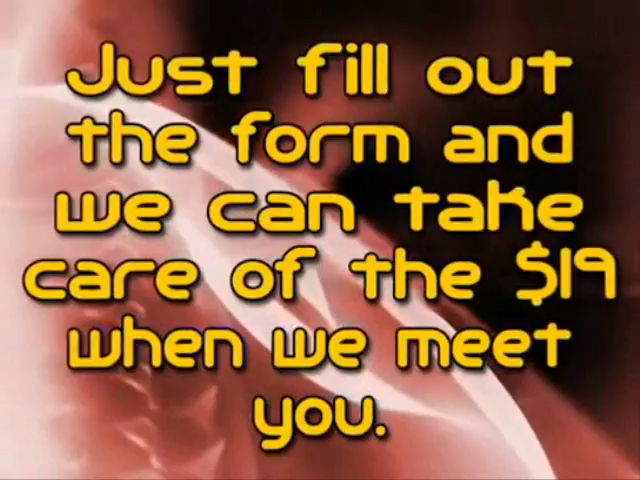 Just fill out
the form and
we can take
care of the $19
when we meet
you.